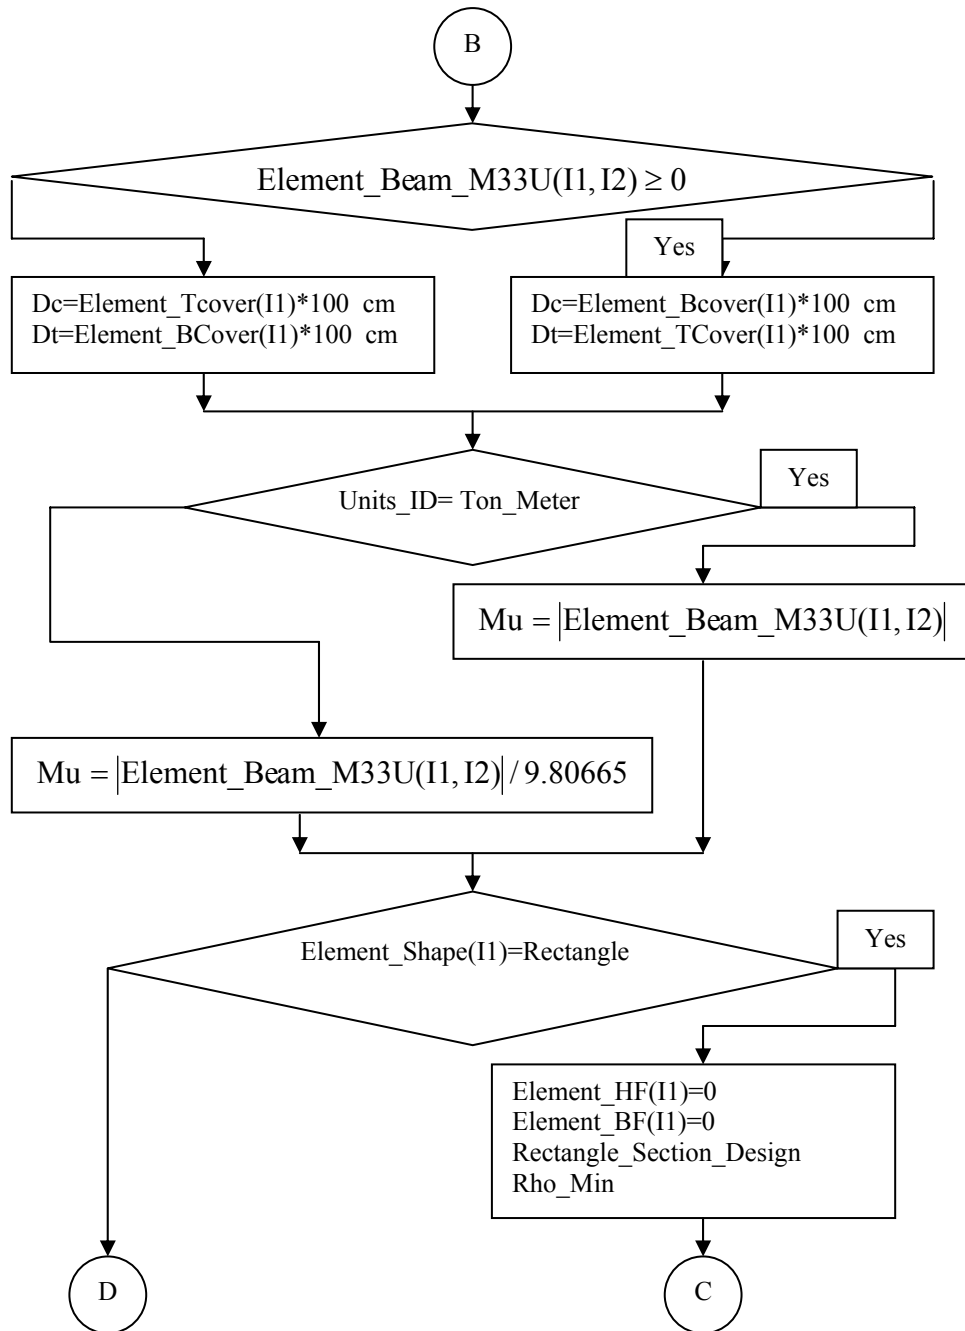 B
Element_Beam_M33U(I1, I2) ≥ 0
Yes
Dc=Element_Tcover(I1)*100 cm
Dt=Element_BCover(I1)*100 cm
Dc=Element_Bcover(I1)*100 cm
Dt=Element_TCover(I1)*100 cm
Yes
Units_ID= Ton_Meter
Mu = |Element_Beam_M33U(I1, I2)|
Mu = |Element_Beam_M33U(I1, I2)| / 9.80665
Yes
Element_Shape(I1)=Rectangle
Element_HF(I1)=0
Element_BF(I1)=0
Rectangle_Section_Design
Rho_Min
D
C